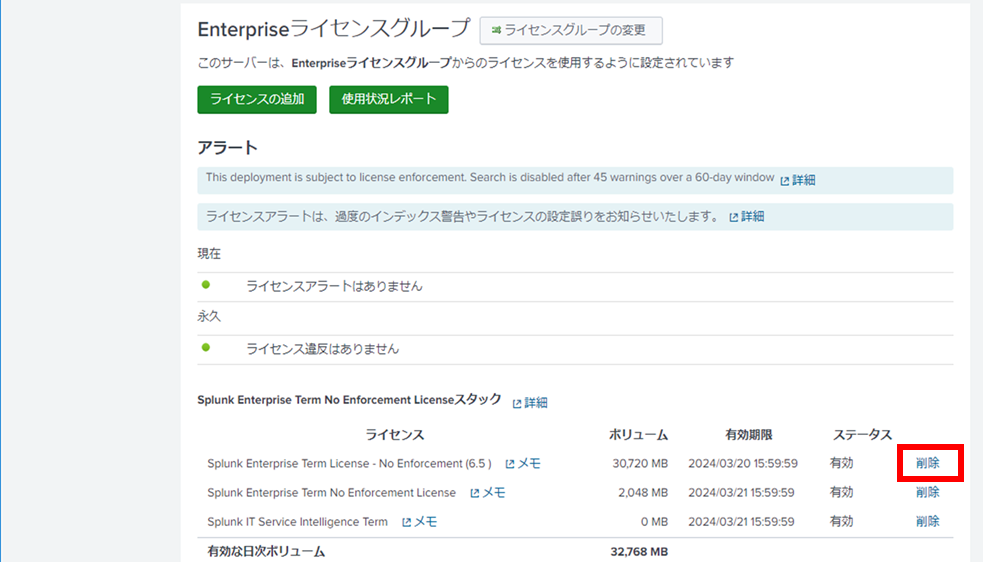 Enterpriseライセンスグループ ライセンスグループの変更
このサーバーは、Enterpriseライセンスグループからのライセンスを使用するように設定されています
ライセンスの追加 使用状況レポート
アラート
This deployment is subject to license enforcement. Search is disabled after 45 warnings over a 60-day window 詳細
ライセンスアラートは、過度のインデックス警告やライセンスの設定誤りをお知らせいたします。 詳細
現在
ライセンスアラートはありません
永久
ライセンス違反はありません
Splunk Enterprise Term No Enforcement Licenseスタック 詳細
ライセンス ボリューム 有効期限 ステータス
Splunk Enterprise Term License - No Enforcement (6.5 ) メモ 30,720 MB 2024/03/20 15:59:59 有効 削除
Splunk Enterprise Term No Enforcement License メモ 2,048 MB 2024/03/21 15:59:59 有効 削除
Splunk IT Service Intelligence Term メモ 0 MB 2024/03/21 15:59:59 有効 削除
有効な日次ボリューム 32,768 MB